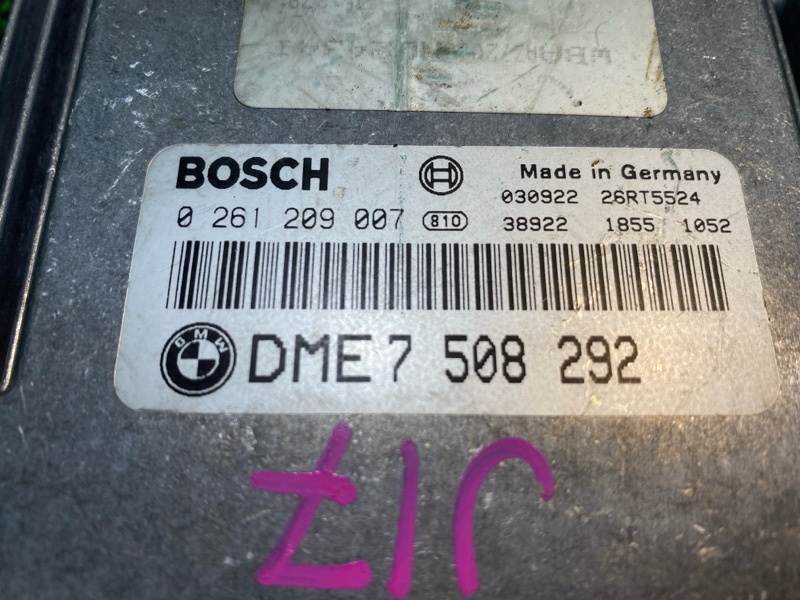 BOSCH
Made in Germany
030922 26RT5524
0 261 209 007 810
38922 1855 1052
BMW
DME 7 508 292